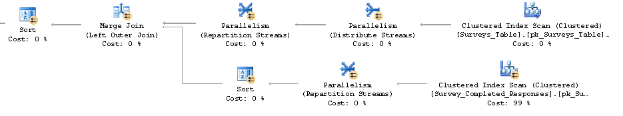 Sort
Cost: 0 %
Merge Join
(Left Outer Join)
Cost: 0 %
Parallelism
(Repartition Streams)
Cost: 0 %
Parallelism
(Distribute Streams)
Cost: 0 %
Clustered Index Scan (Clustered)
[Surveys_Table].[pk_Surveys_Table]…
Cost: 0 %
Sort
Cost: 0 %
Parallelism
(Repartition Streams)
Cost: 0 %
Clustered Index Scan (Clustered)
[Survey_Completed_Responses].[pk_Su…
Cost: 99 %